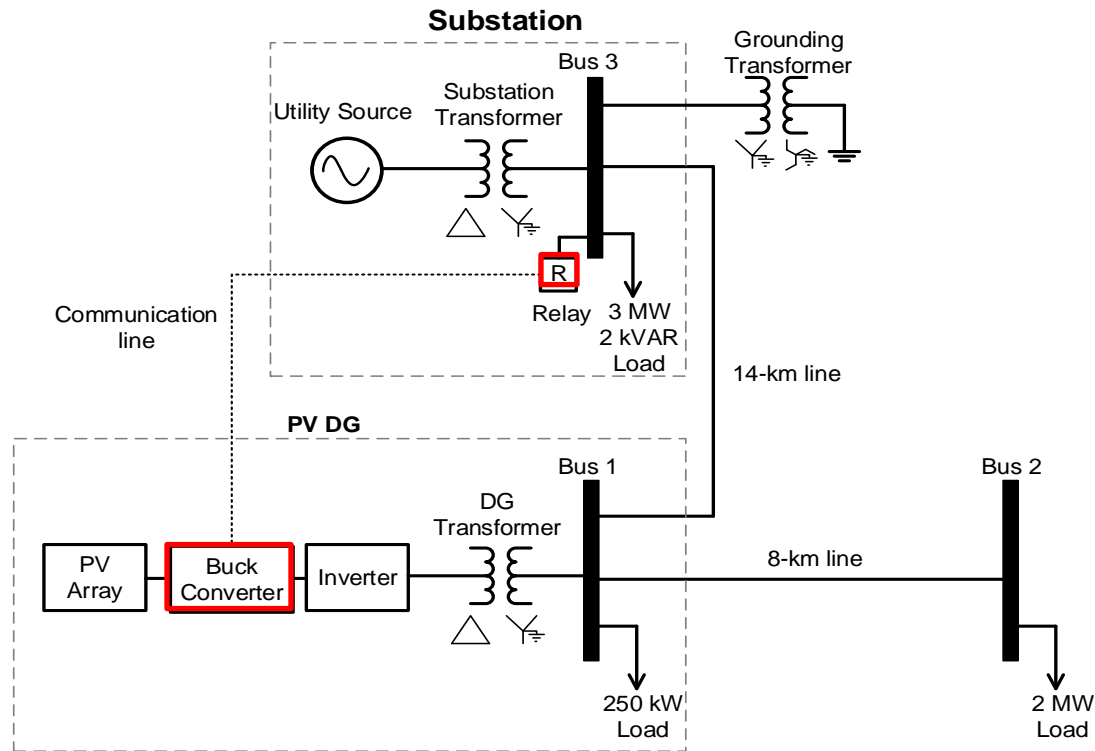 Substation
Grounding
Transformer
Bus 3
Substation
Transformer
Utility Source
R
Relay
3 MW
2 kVAR
Load
Communication
line
14-km line
PV DG
Bus 1
Bus 2
DG
Transformer
8-km line
PV
Array
Buck
Converter
Inverter
250 kW
Load
2 MW
Load